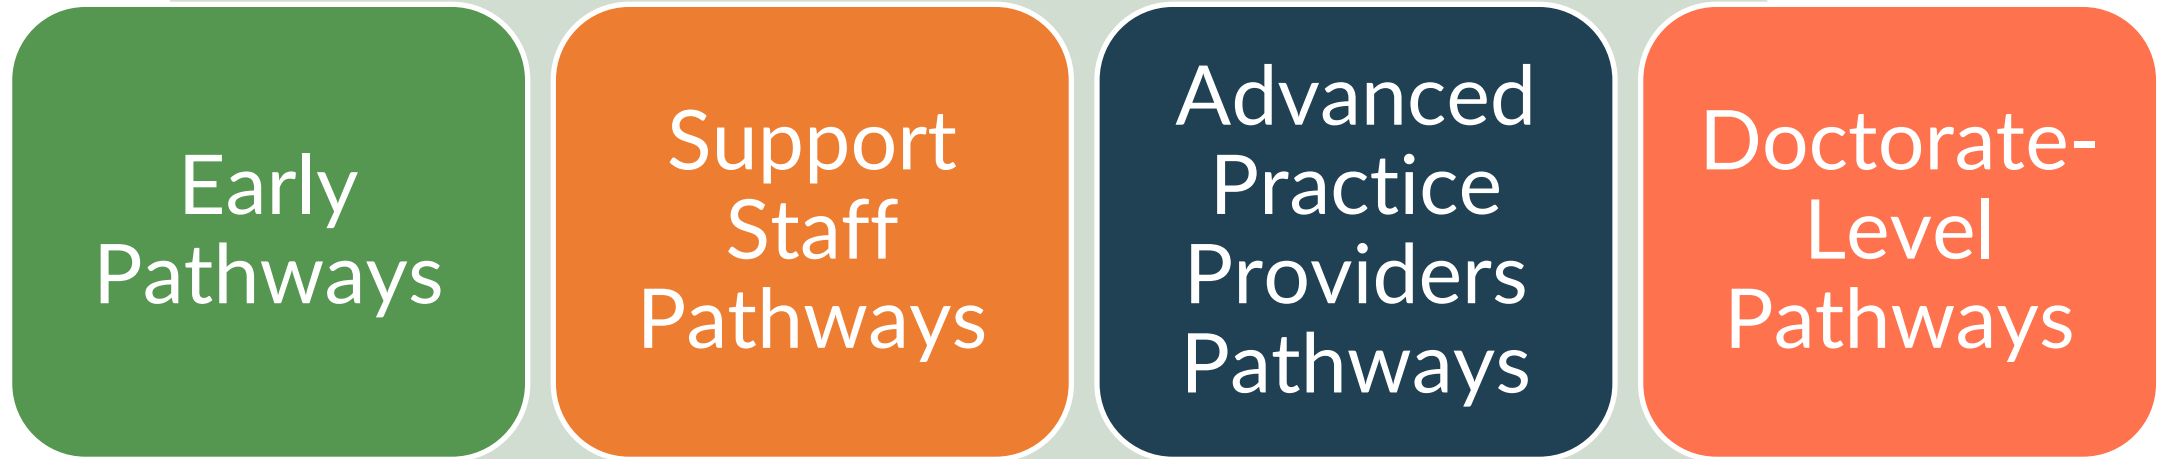 Early
Pathways
Support
Staff
Pathways
Advanced
Practice
Providers
Pathways
Doctorate-
Level
Pathways